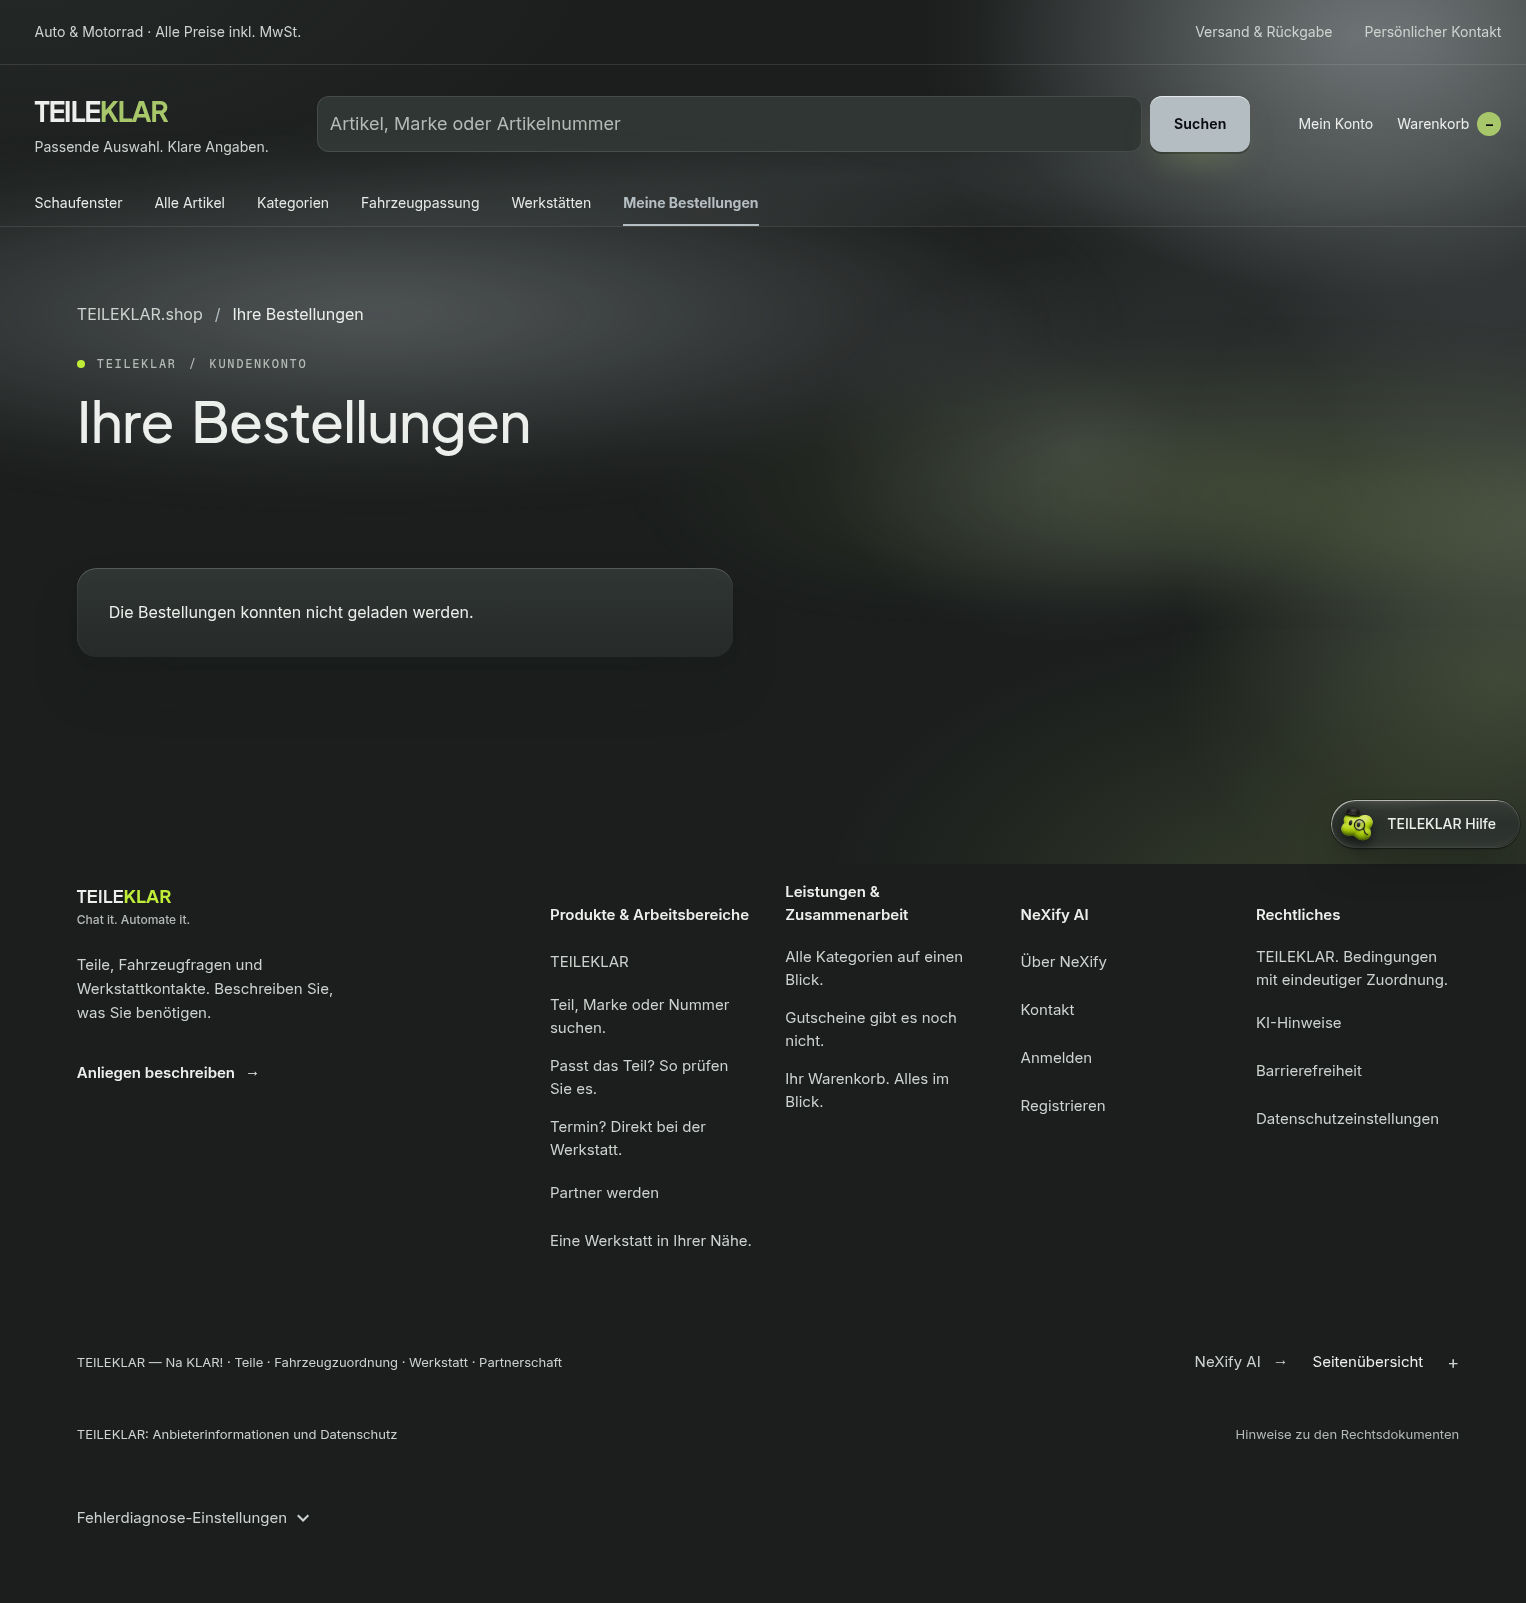 Auto & Motorrad · Alle Preise inkl. MwSt.
Versand & Rückgabe
Persönlicher Kontakt
TEILEKLAR
Passende Auswahl. Klare Angaben.
Artikel, Marke oder Artikelnummer
Suchen
Mein Konto
Warenkorb –
Schaufenster
Alle Artikel
Kategorien
Fahrzeugpassung
Werkstätten
Meine Bestellungen
TEILEKLAR.shop / Ihre Bestellungen
TEILEKLAR / KUNDENKONTO
Ihre Bestellungen
Die Bestellungen konnten nicht geladen werden.
TEILEKLAR Hilfe
TEILEKLAR
Chat it. Automate it.
Teile, Fahrzeugfragen und
Werkstattkontakte. Beschreiben Sie,
was Sie benötigen.
Anliegen beschreiben →
Produkte & Arbeitsbereiche
TEILEKLAR
Teil, Marke oder Nummer
suchen.
Passt das Teil? So prüfen
Sie es.
Termin? Direkt bei der
Werkstatt.
Partner werden
Eine Werkstatt in Ihrer Nähe.
Leistungen &
Zusammenarbeit
Alle Kategorien auf einen
Blick.
Gutscheine gibt es noch
nicht.
Ihr Warenkorb. Alles im
Blick.
NeXify AI
Über NeXify
Kontakt
Anmelden
Registrieren
Rechtliches
TEILEKLAR. Bedingungen
mit eindeutiger Zuordnung.
KI-Hinweise
Barrierefreiheit
Datenschutzeinstellungen
TEILEKLAR — Na KLAR! · Teile · Fahrzeugzuordnung · Werkstatt · Partnerschaft
NeXify AI →
Seitenübersicht +
TEILEKLAR: Anbieterinformationen und Datenschutz
Hinweise zu den Rechtsdokumenten
Fehlerdiagnose-Einstellungen